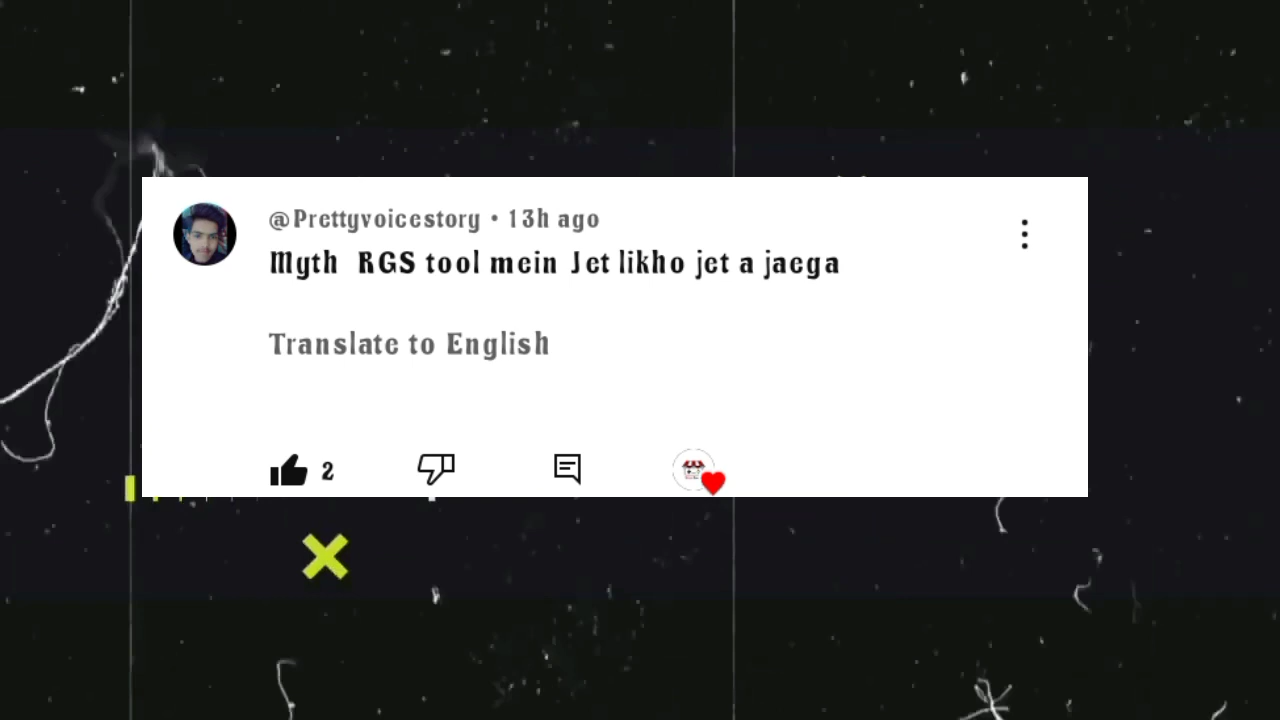 @Prettyvoicestory • 13h ago
Myth RGS tool mein Jet likho jet a jaega
Translate to English
2